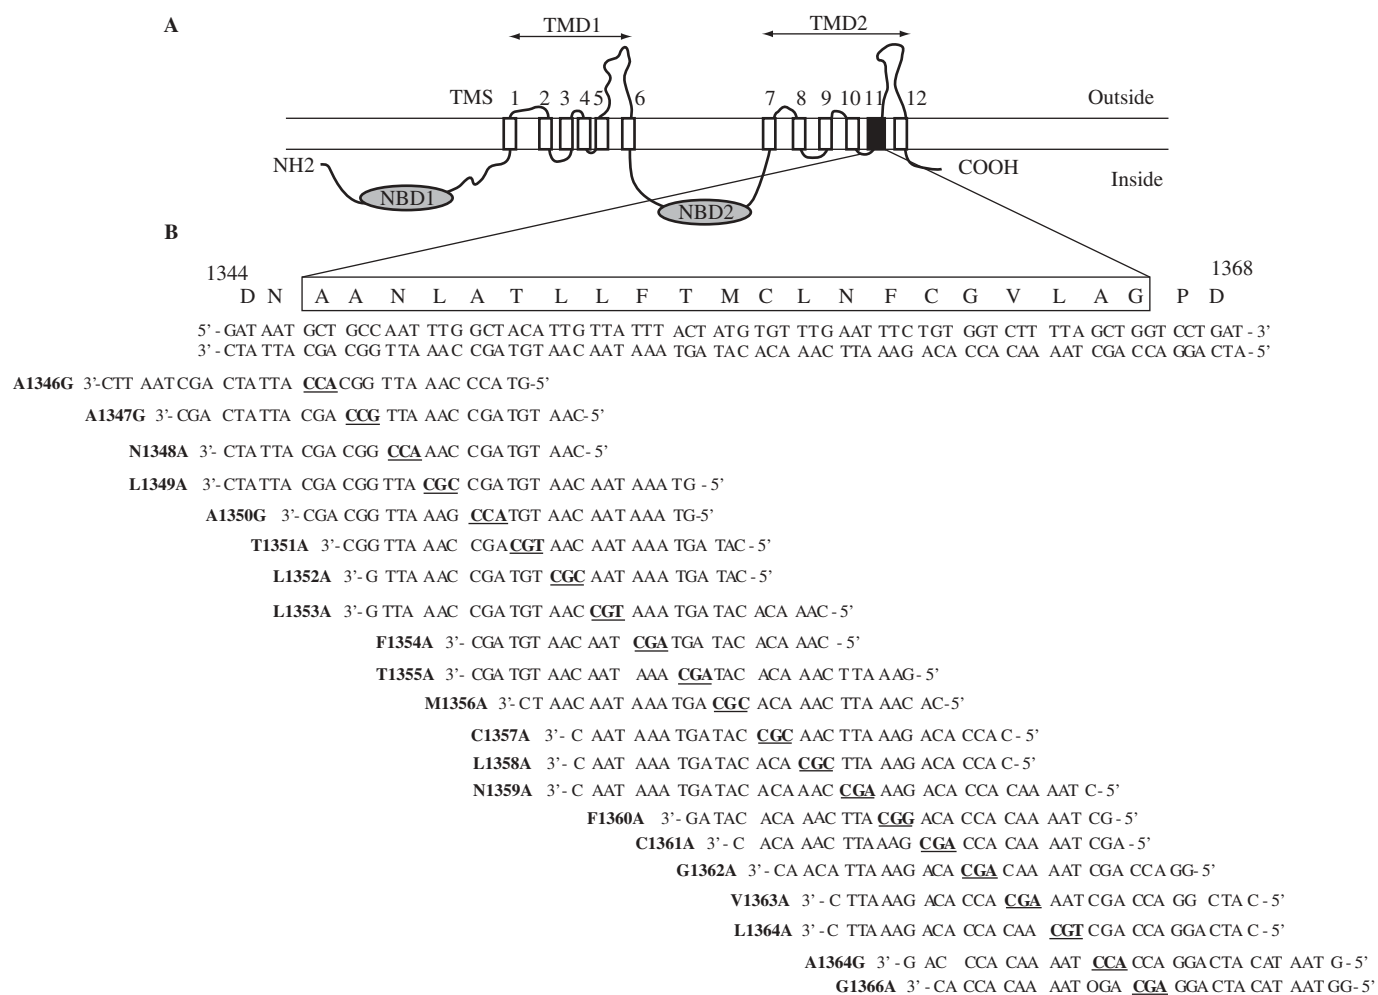 A
TMD1 TMD2
TMS 1 2 3 4 5 6 7 8 9 10 11 12 Outside
NH2 COOH
Inside
NBD1 NBD2
B
1344 1368
D N A A N L A T L L F T M C L N F C G V L A G P D
5’ - GAT AAT GCT GCC AAT TTG GCT ACA TTG TTA TTT ACT ATG TGT TTG AAT TTC TGT GGT CTT TTA GCT GGT CCT GAT - 3’
3’ - CTA TTA CGA CGG TTA AAC CGA TGT AAC AAT AAA TGA TAC ACA AAC TTA AAG ACA CCA CAA AAT CGA CCA GGA CTA - 5’
A1346G 3’-CTT AATCGA CTATTA CCA CGG TTA AAC CCA TG-5’
A1347G 3’- CGA CTATTA CGA CCG TTA AAC CGA TGT AAC- 5’
N1348A 3’- CTA TTA CGA CGG CCA AAC CGA TGT AAC- 5’
L1349A 3’- CTA TTA CGA CGG TTA CGC CGA TGT AAC AAT AAA TG - 5’
A1350G 3’- CGA CGG TTA AAG CCA TGT AAC AAT AAA TG-5’
T1351A 3’- CGG TTA AAC CGA CGT AAC AAT AAA TGA TAC - 5’
L1352A 3’- G TTA AAC CGA TGT CGC AAT AAA TGA TAC - 5’
L1353A 3’- G TTA AAC CGA TGT AAC CGT AAA TGA TAC ACA AAC - 5’
F1354A 3’- CGA TGT AAC AAT CGA TGA TAC ACA AAC - 5’
T1355A 3’- CGA TGT AAC AAT AAA CGA TAC ACA AAC TTA AAG- 5’
M1356A 3’- CT AAC AAT AAA TGA CGC ACA AAC TTA AAC AC-5’
C1357A 3’- C AAT AAA TGA TAC CGC AAC TTA AAG ACA CCA C - 5’
L1358A 3’- C AAT AAA TGA TAC ACA CGC TTA AAG ACA CCA C- 5’
N1359A 3’- C AAT AAA TGA TAC ACA AAC CGA AAG ACA CCA CAA AAT C- 5’
F1360A 3’- GA TAC ACA AAC TTA CGG ACA CCA CAA AAT CG - 5’
C1361A 3’ - C ACA AAC TTA AAG CGA CCA CAA AAT CGA - 5’
G1362A 3’ - CA ACA TTA AAG ACA CGA CAA AAT CGA CCA GG- 5’
V1363A 3’ - C TTA AAG ACA CCA CGA AAT CGA CCA GG CTA C - 5’
L1364A 3’ - C TTA AAG ACA CCA CAA CGT CGA CCA GGA CTA C - 5’
A1364G 3’ - G AC CCA CAA AAT CCA CCA GGA CTA CAT AAT G - 5’
G1366A 3’ - CA CCA CAA AAT OGA CGA GGA CTA CAT AAT GG- 5’